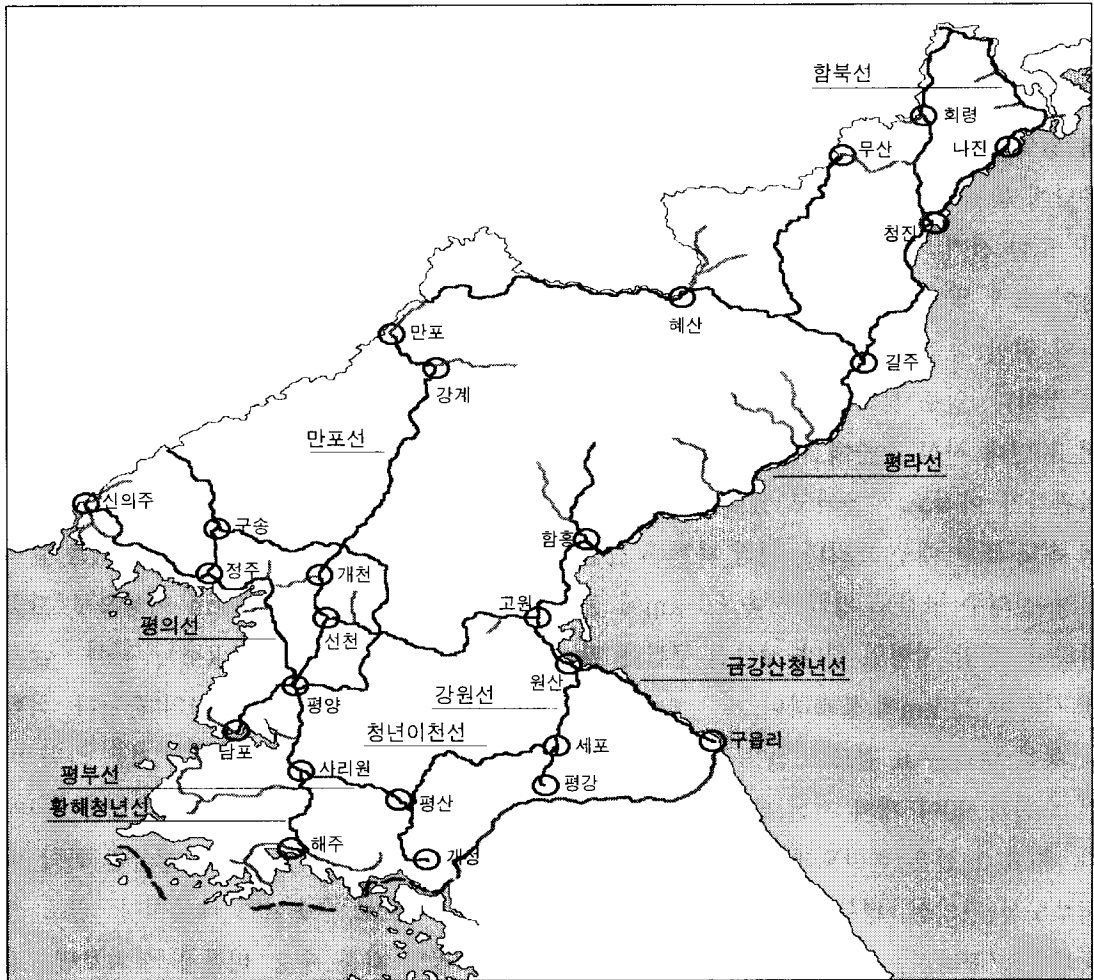 함북선
회령
무산
나진
청진
혜산
만포
길주
강계
만포선
평라선
신의주
구송
함흥
정주
개천
고원
선천
평의선
원산
금강산청년선
평양
강원선
청년이천선
남포
세포
구읍리
사리원
평부선
평강
평산
황해청년선
해주
개성